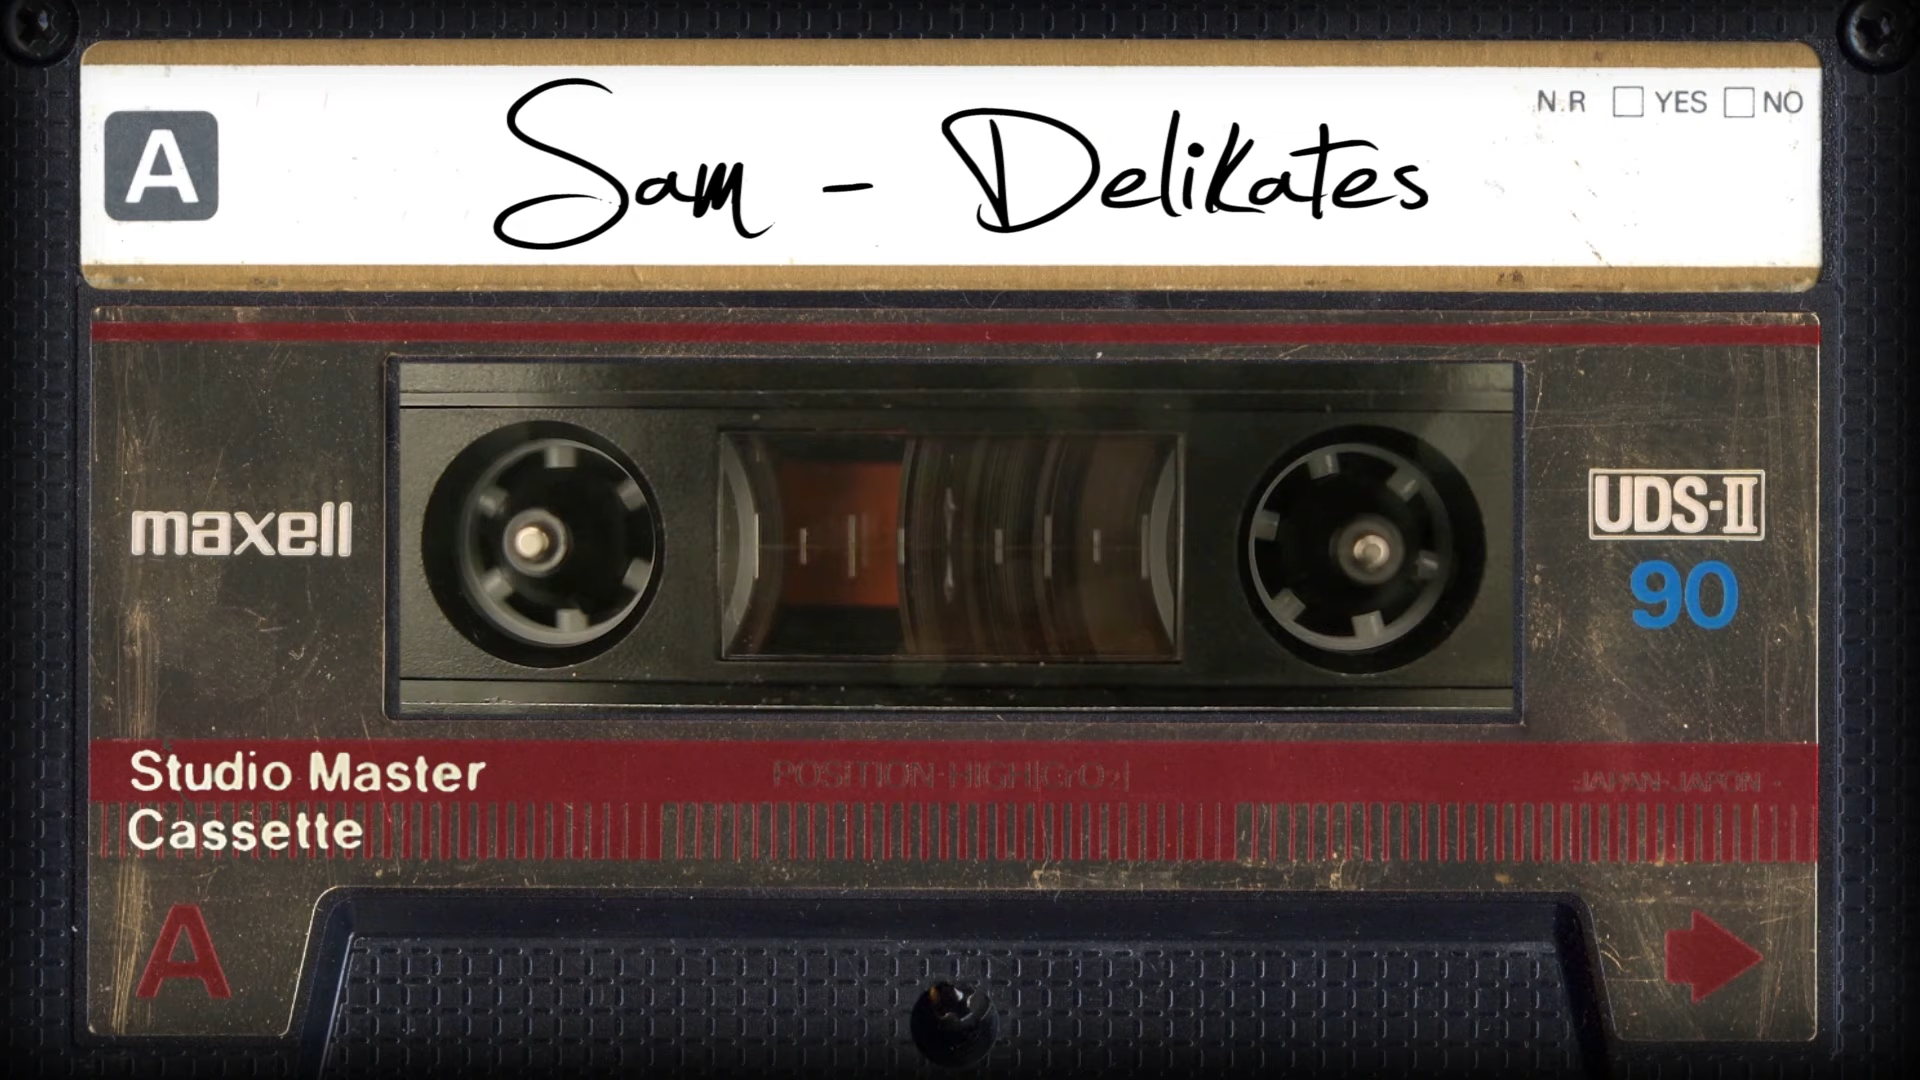 A
Sam - Delikates
N.R YES NO
maxell
UDS-II
90
Studio Master
Cassette
POSITION-HIGH(CrO2)
-JAPAN-JAPON-
A